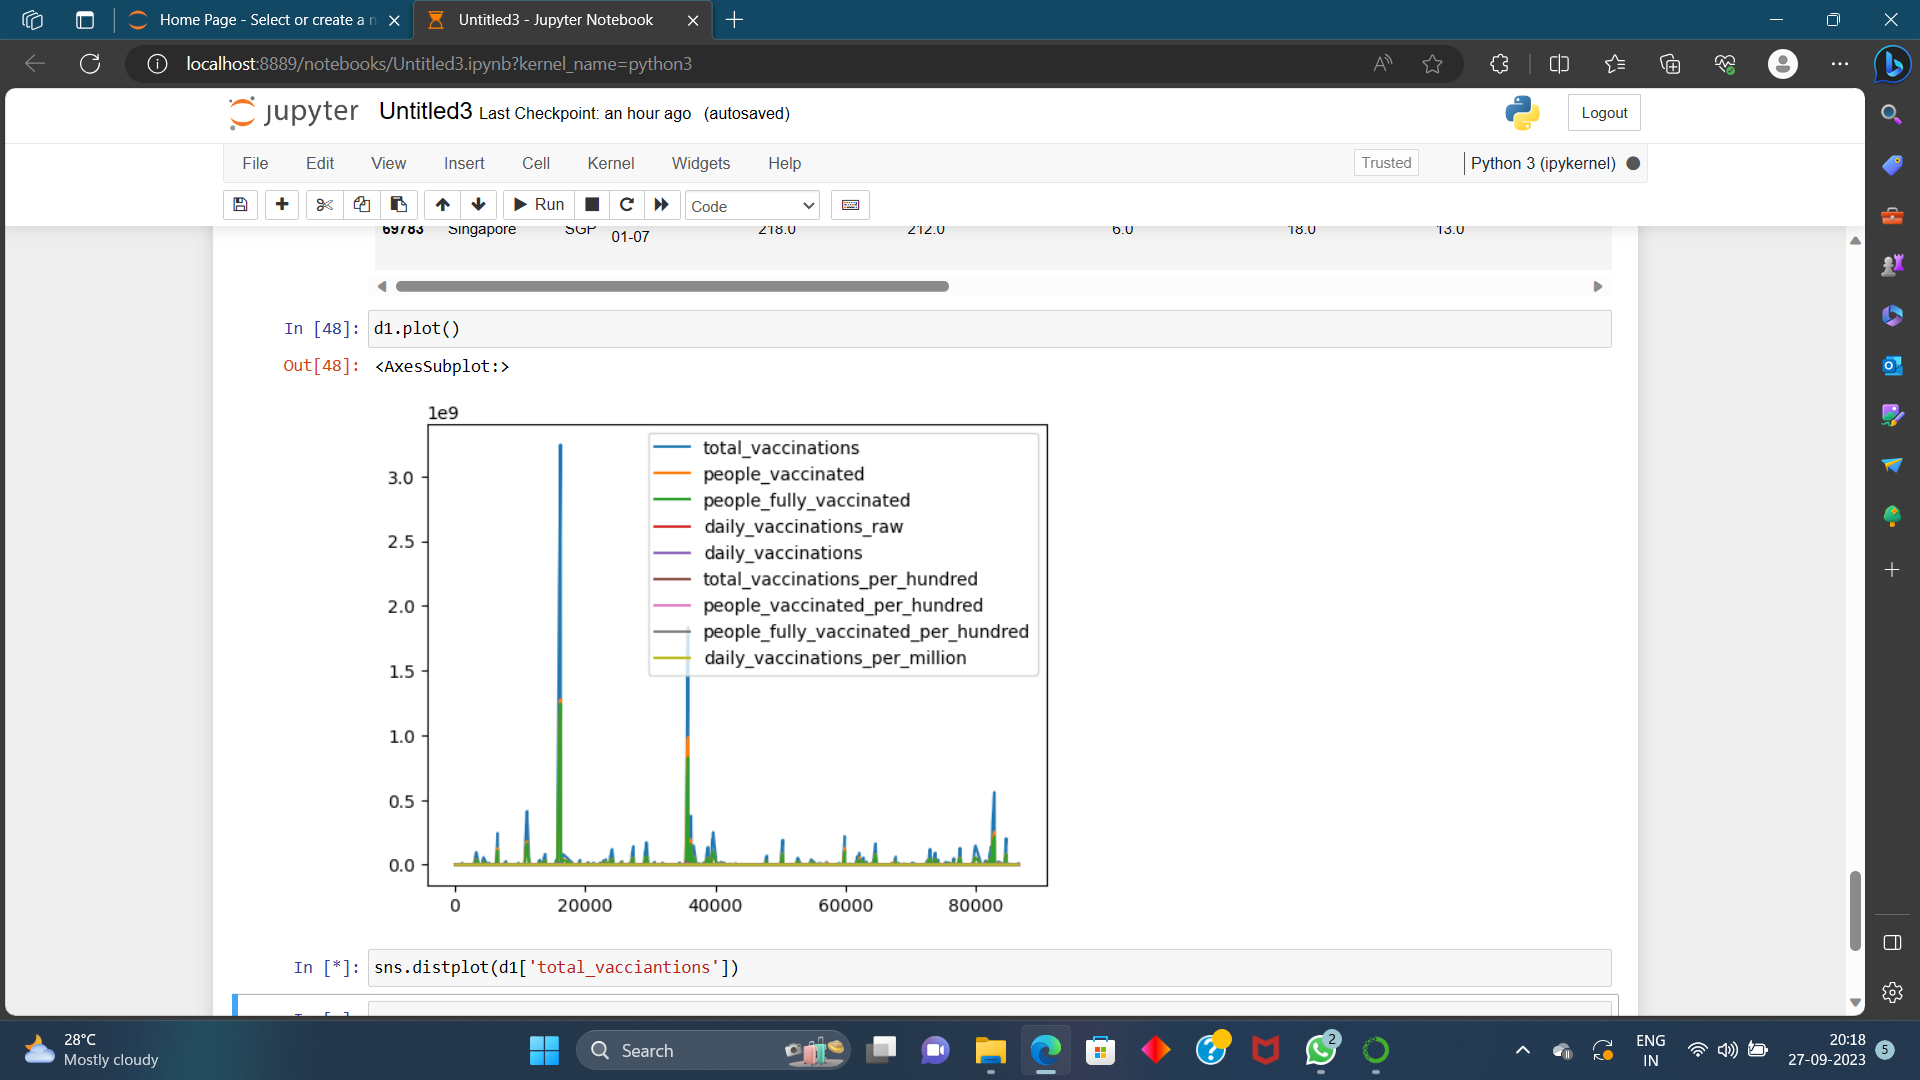 Home Page - Select or create a n
Untitled3 - Jupyter Notebook
localhost:8889/notebooks/Untitled3.ipynb?kernel_name=python3
jupyter Untitled3 Last Checkpoint: an hour ago (autosaved)
Logout
File Edit View Insert Cell Kernel Widgets Help
Trusted Python 3 (ipykernel)
Run Code
69783 Singapore SGP 01-07 218.0 212.0 6.0 18.0 13.0
In [48]: d1.plot()
Out[48]: <AxesSubplot:>
1e9
total_vaccinations
people_vaccinated
people_fully_vaccinated
daily_vaccinations_raw
daily_vaccinations
total_vaccinations_per_hundred
people_vaccinated_per_hundred
people_fully_vaccinated_per_hundred
daily_vaccinations_per_million
3.0
2.5
2.0
1.5
1.0
0.5
0.0
0 20000 40000 60000 80000
In [*]: sns.distplot(d1['total_vacciantions'])
28°C
Mostly cloudy
Search
2
ENG
IN
20:18
27-09-2023
5